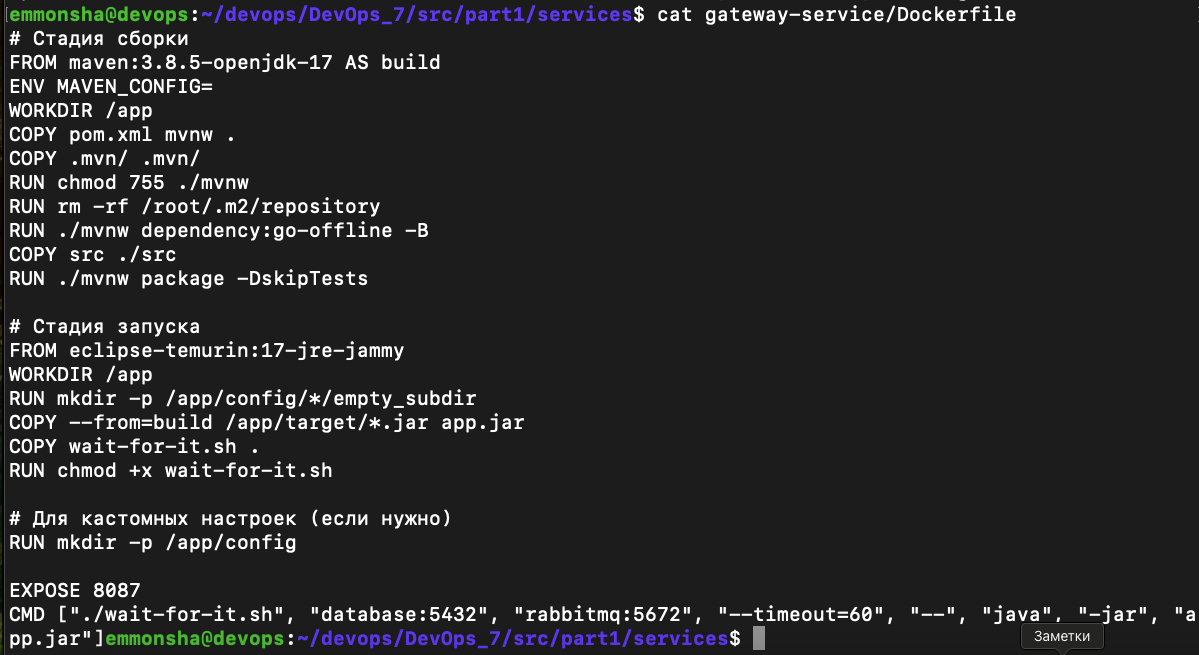 emmonsha@devops:~/devops/DevOps_7/src/part1/services$ cat gateway-service/Dockerfile
# Стадия сборки
FROM maven:3.8.5-openjdk-17 AS build
ENV MAVEN_CONFIG=
WORKDIR /app
COPY pom.xml mvnw .
COPY .mvn/ .mvn/
RUN chmod 755 ./mvnw
RUN rm -rf /root/.m2/repository
RUN ./mvnw dependency:go-offline -B
COPY src ./src
RUN ./mvnw package -DskipTests

# Стадия запуска
FROM eclipse-temurin:17-jre-jammy
WORKDIR /app
RUN mkdir -p /app/config/*/empty_subdir
COPY --from=build /app/target/*.jar app.jar
COPY wait-for-it.sh .
RUN chmod +x wait-for-it.sh

# Для кастомных настроек (если нужно)
RUN mkdir -p /app/config

EXPOSE 8087
CMD ["./wait-for-it.sh", "database:5432", "rabbitmq:5672", "--timeout=60", "--", "java", "-jar", "a
pp.jar"]emmonsha@devops:~/devops/DevOps_7/src/part1/services$
Заметки